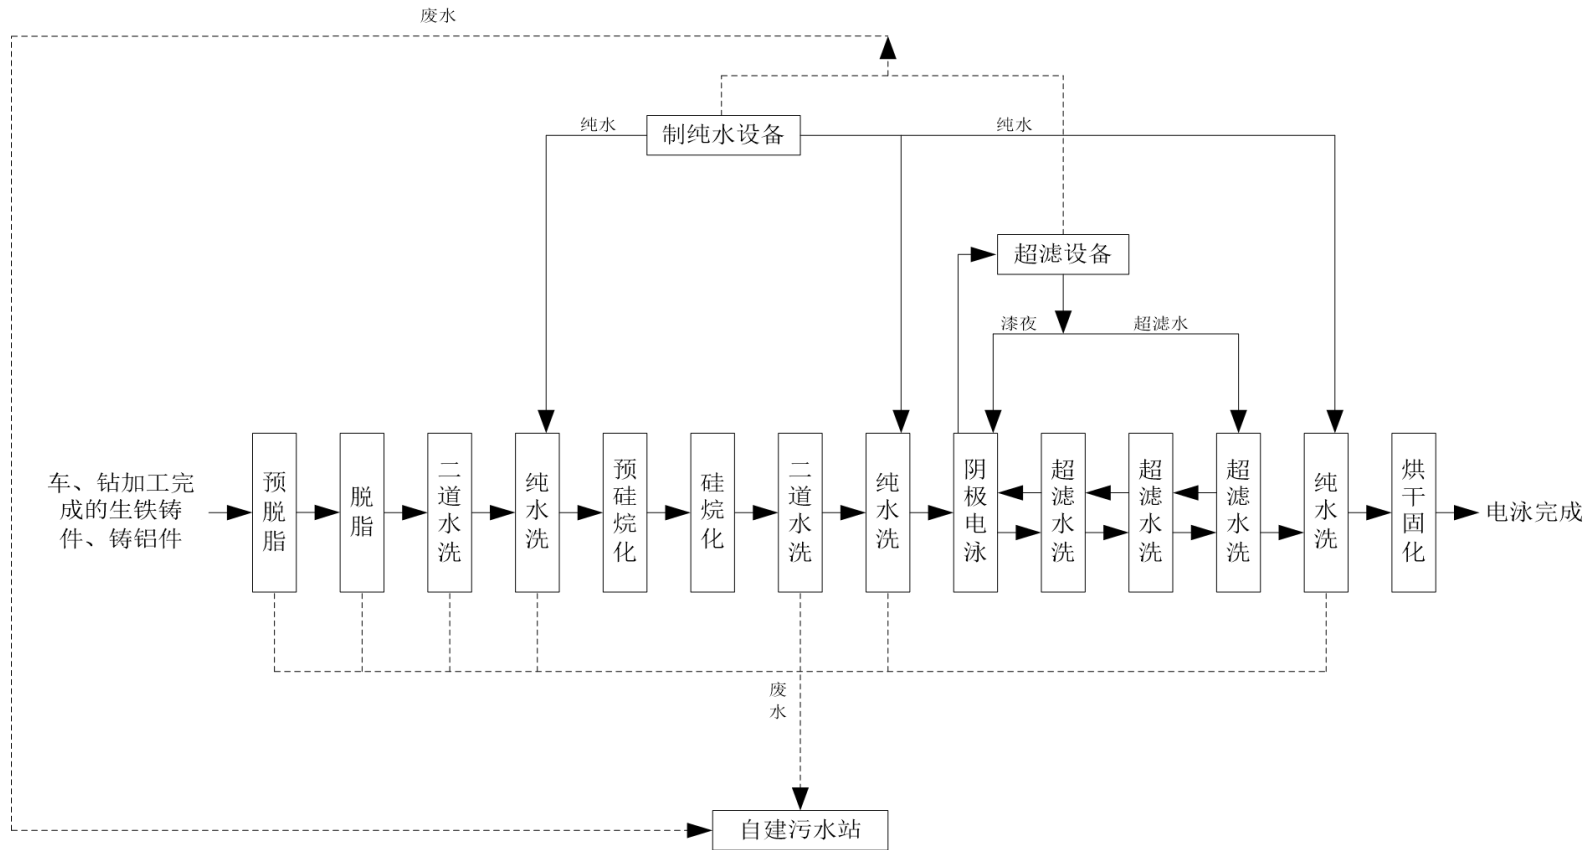 废水
纯水
制纯水设备
纯水
超滤设备
漆夜
超滤水
车、钻加工完
成的生铁铸
件、铸铝件
预脱脂
脱脂
二道水洗
纯水洗
预硅烷化
硅烷化
二道水洗
纯水洗
阴极电泳
超滤水洗
超滤水洗
超滤水洗
纯水洗
烘干固化
电泳完成
废水
自建污水站